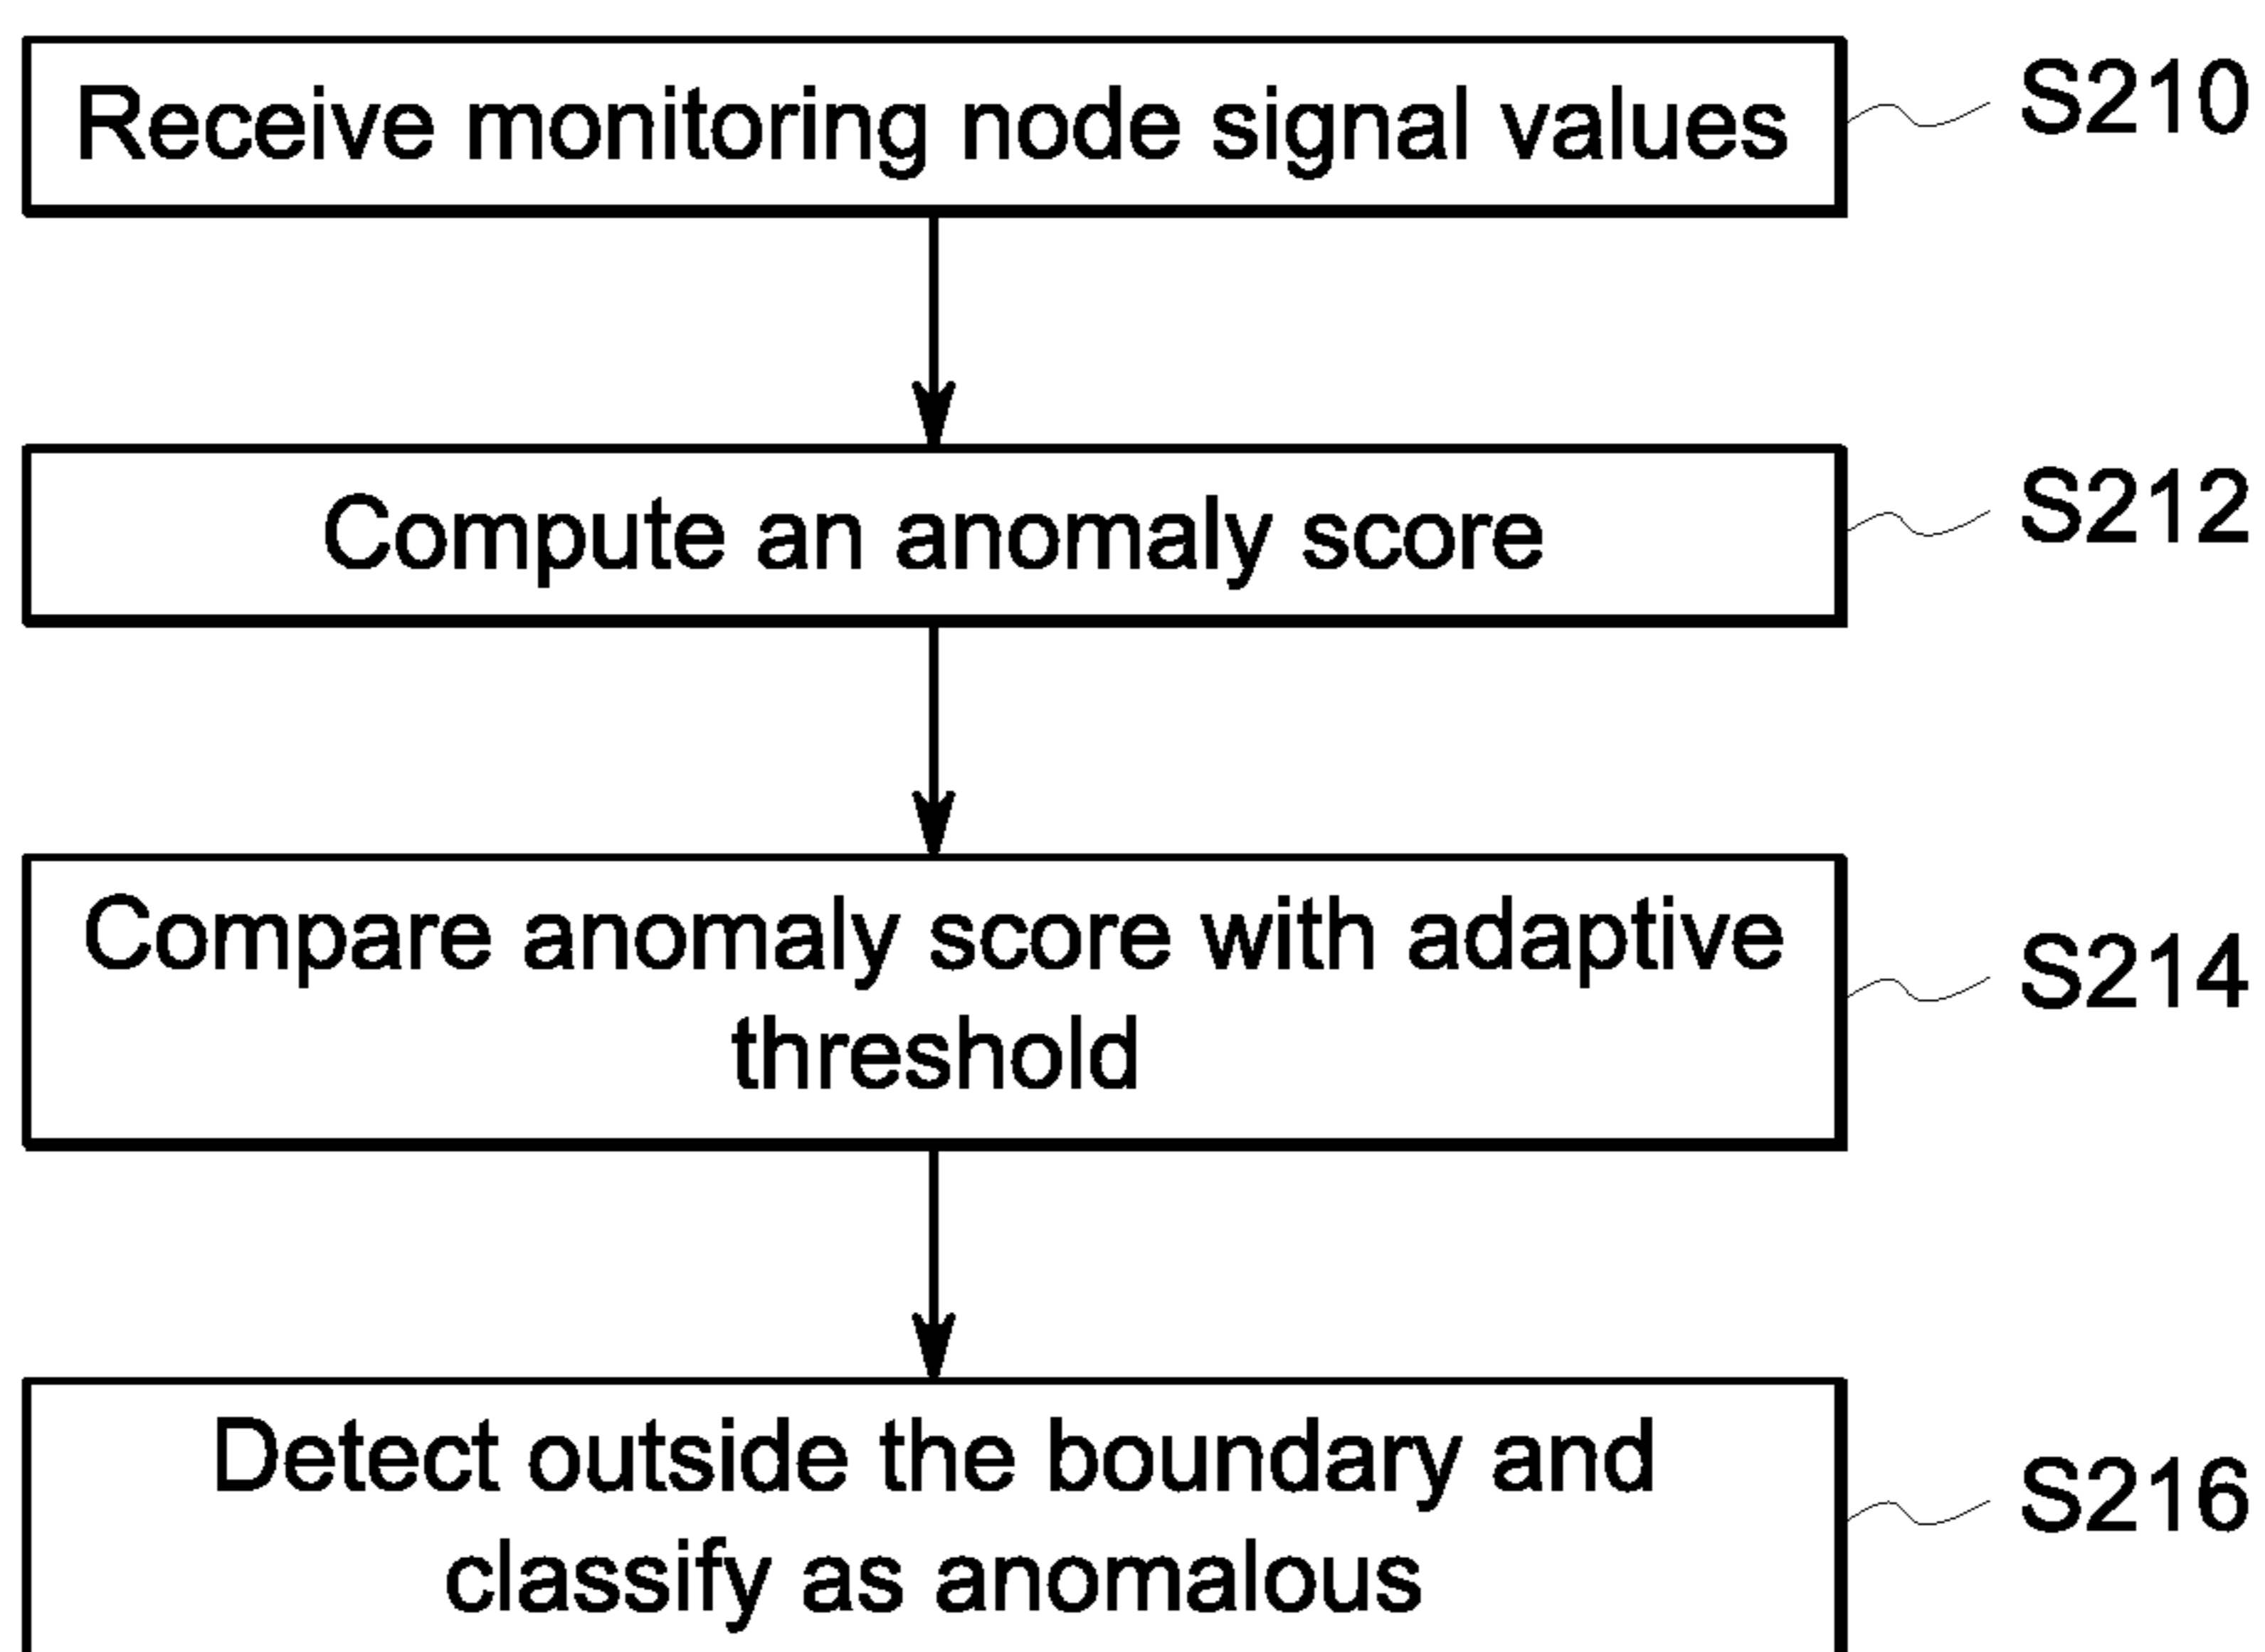 Receive monitoring node signal values
S210
Compute an anomaly score
S212
Compare anomaly score with adaptive
threshold
S214
Detect outside the boundary and
classify as anomalous
S216